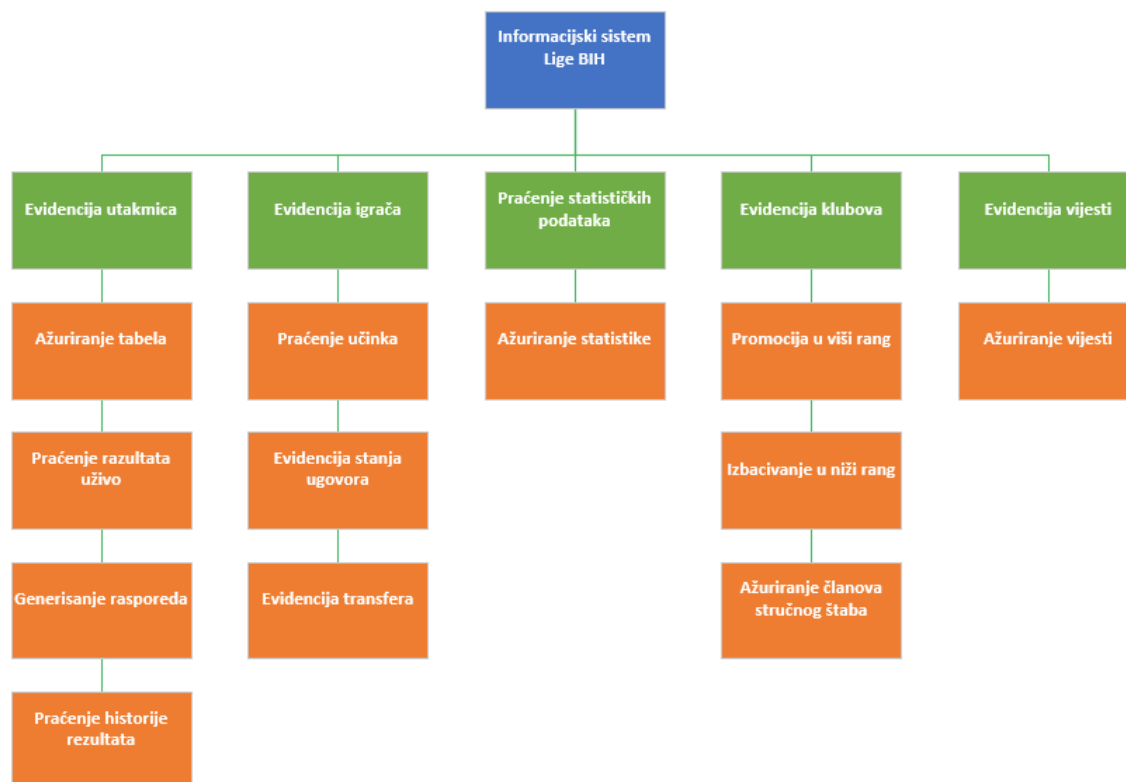 Informacijski sistem
Lige BIH
Evidencija utakmica
Evidencija igrača
Praćenje statističkih
podataka
Evidencija klubova
Evidencija vijesti
Ažuriranje tabela
Praćenje učinka
Ažuriranje statistike
Promocija u viši rang
Ažuriranje vijesti
Praćenje razultata
uživo
Evidencija stanja
ugovora
Izbacivanje u niži rang
Generisanje rasporeda
Evidencija transfera
Ažuriranje članova
stručnog štaba
Praćenje historije
rezultata